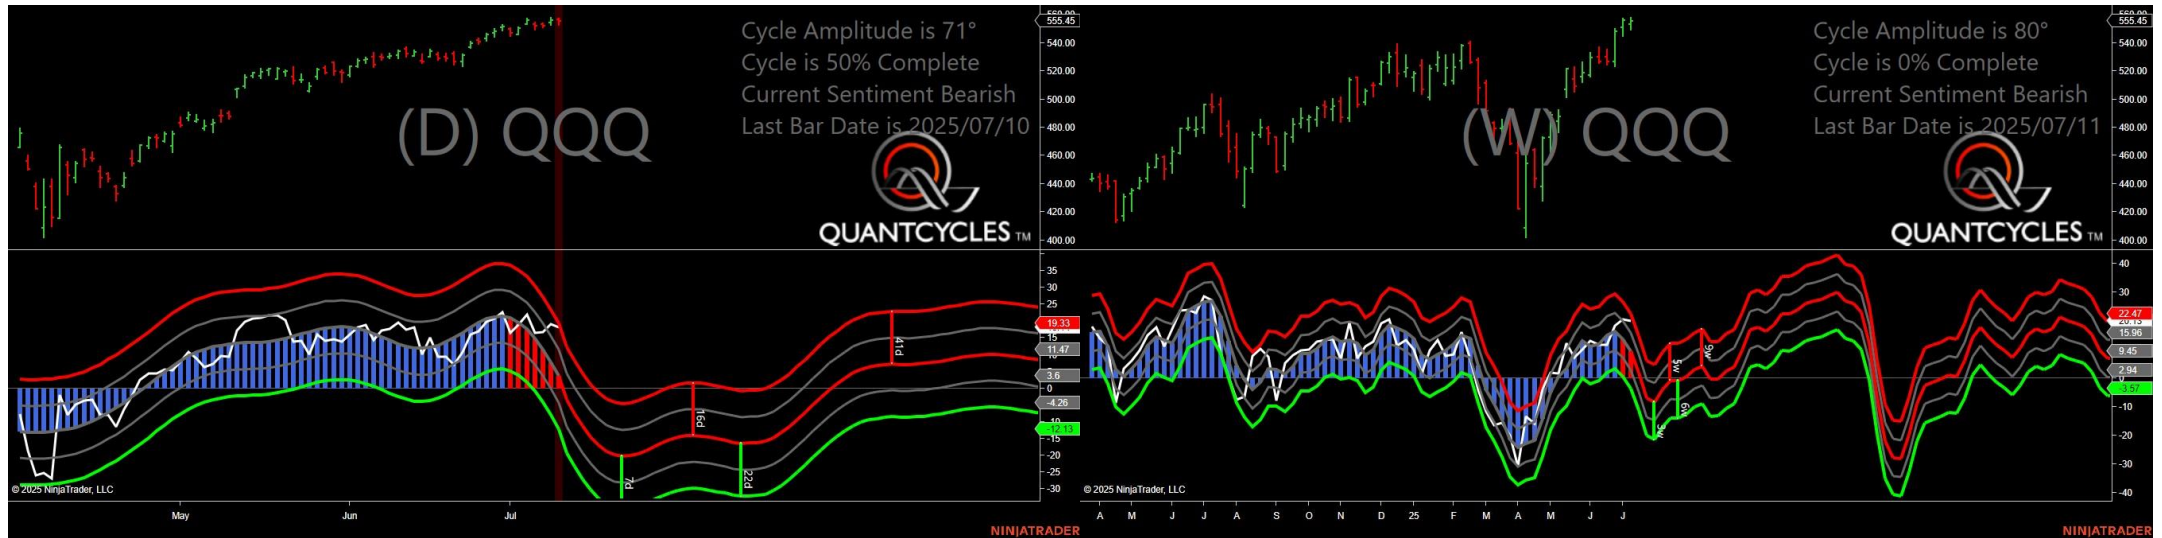 Cycle Amplitude is 71°
Cycle is 50% Complete
Current Sentiment Bearish
Last Bar Date is 2025/07/10
(D) QQQ
QUANTCYCLES TM
555.45
540.00
520.00
500.00
480.00
460.00
440.00
420.00
400.00
35
30
25
19.33
15
11.47
3.6
0
-4.26
-12.13
-15
-20
-25
-30
7d
16d
22d
41d
© 2025 NinjaTrader, LLC
May
Jun
Jul
NINJATRADER
Cycle Amplitude is 80°
Cycle is 0% Complete
Current Sentiment Bearish
Last Bar Date is 2025/07/11
(W) QQQ
QUANTCYCLES TM
555.45
540.00
520.00
500.00
480.00
460.00
440.00
420.00
400.00
40
30
22.47
20.13
15.96
9.45
2.94
-3.57
-10
-20
-30
-40
3w
5w
6w
9w
© 2025 NinjaTrader, LLC
A M J J A S O N D 25 F M A M J J
NINJATRADER